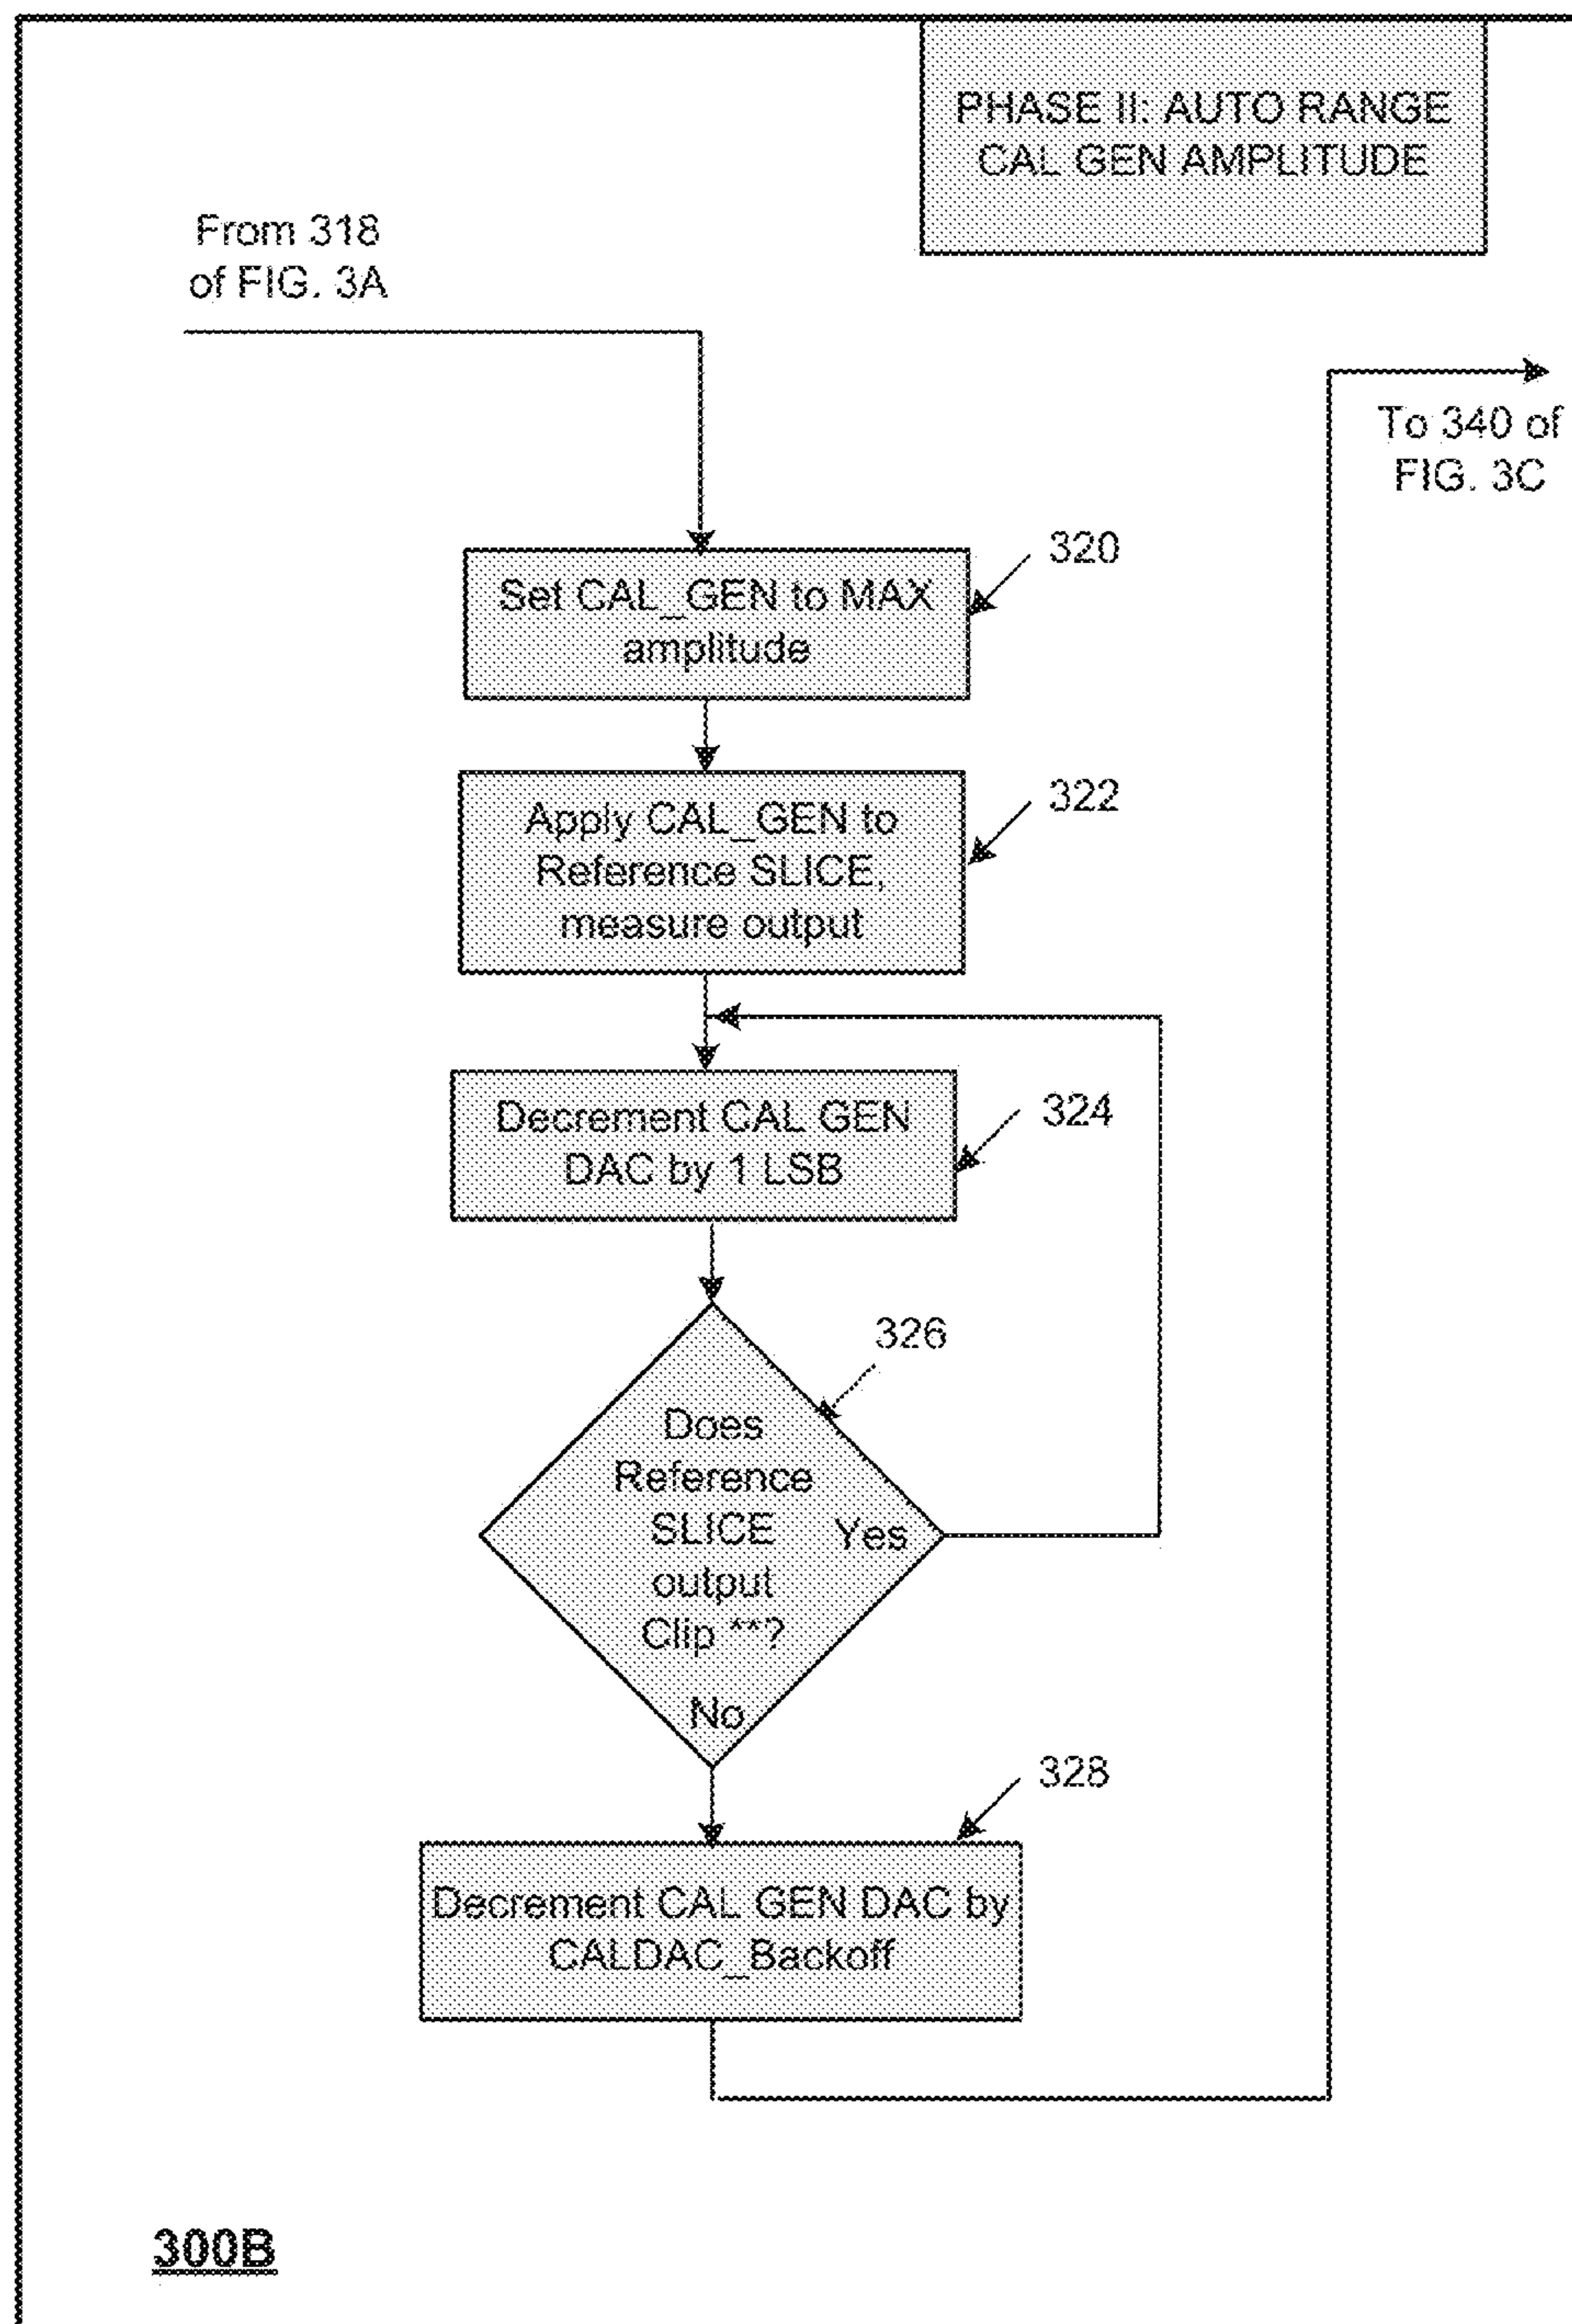 PHASE II: AUTO RANGE
CAL GEN AMPLITUDE
From 318
of FIG. 3A
To 340 of
FIG. 3C
320
Set CAL_GEN to MAX
amplitude
322
Apply CAL_GEN to
Reference SLICE,
measure output
324
Decrement CAL GEN
DAC by 1 LSB
326
Does
Reference
SLICE
output
Clip **?
Yes
No
328
Decrement CAL GEN DAC by
CALDAC_Backoff
300B